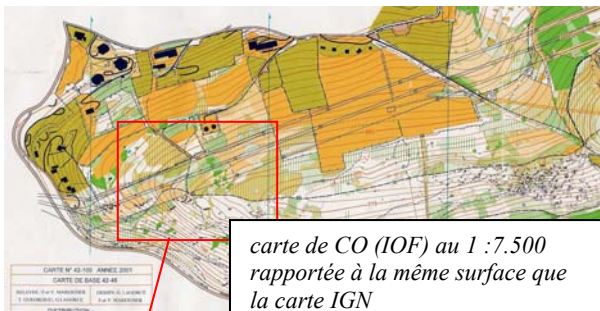 carte de CO (IOF) au 1 :7.500
rapportée à la même surface que
la carte IGN
CARTE N° 42-100 ANNEE 2001
CARTE DE BASE 42-46